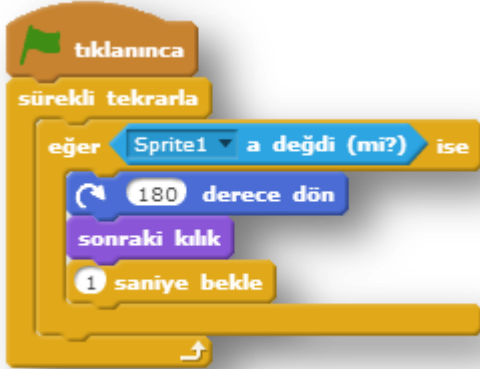 tıklanınca
sürekli tekrarla
eğer Sprite1 a değdi (mi?) ise
180 derece dön
sonraki kılık
1 saniye bekle